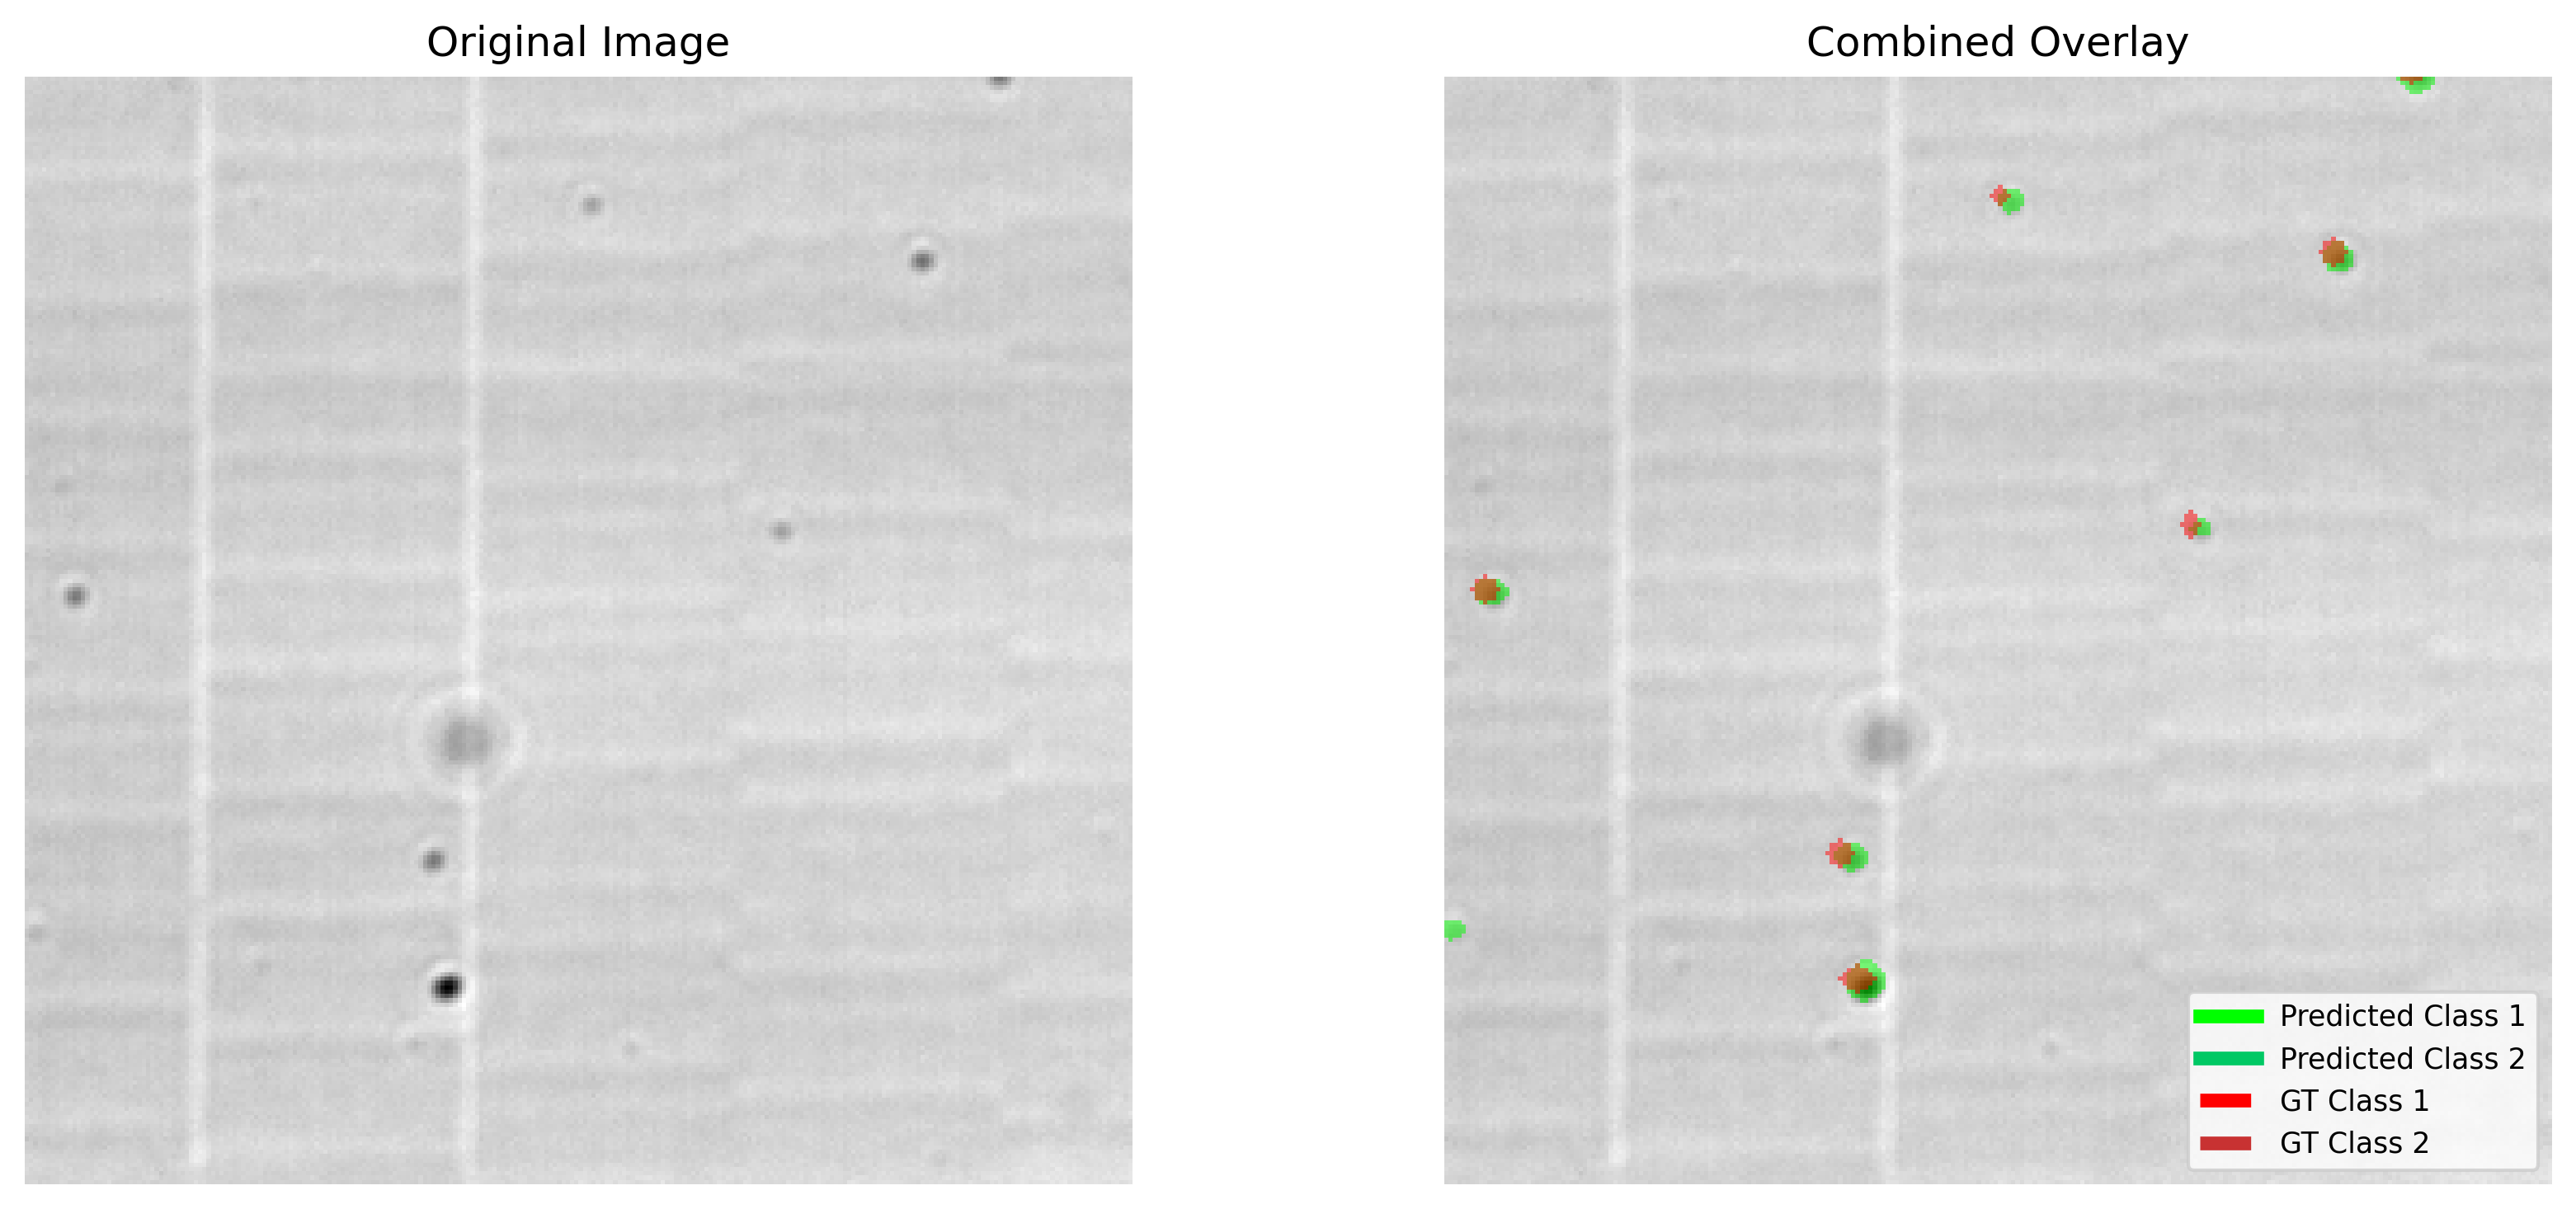 Original Image
Combined Overlay
Predicted Class 1
Predicted Class 2
GT Class 1
GT Class 2